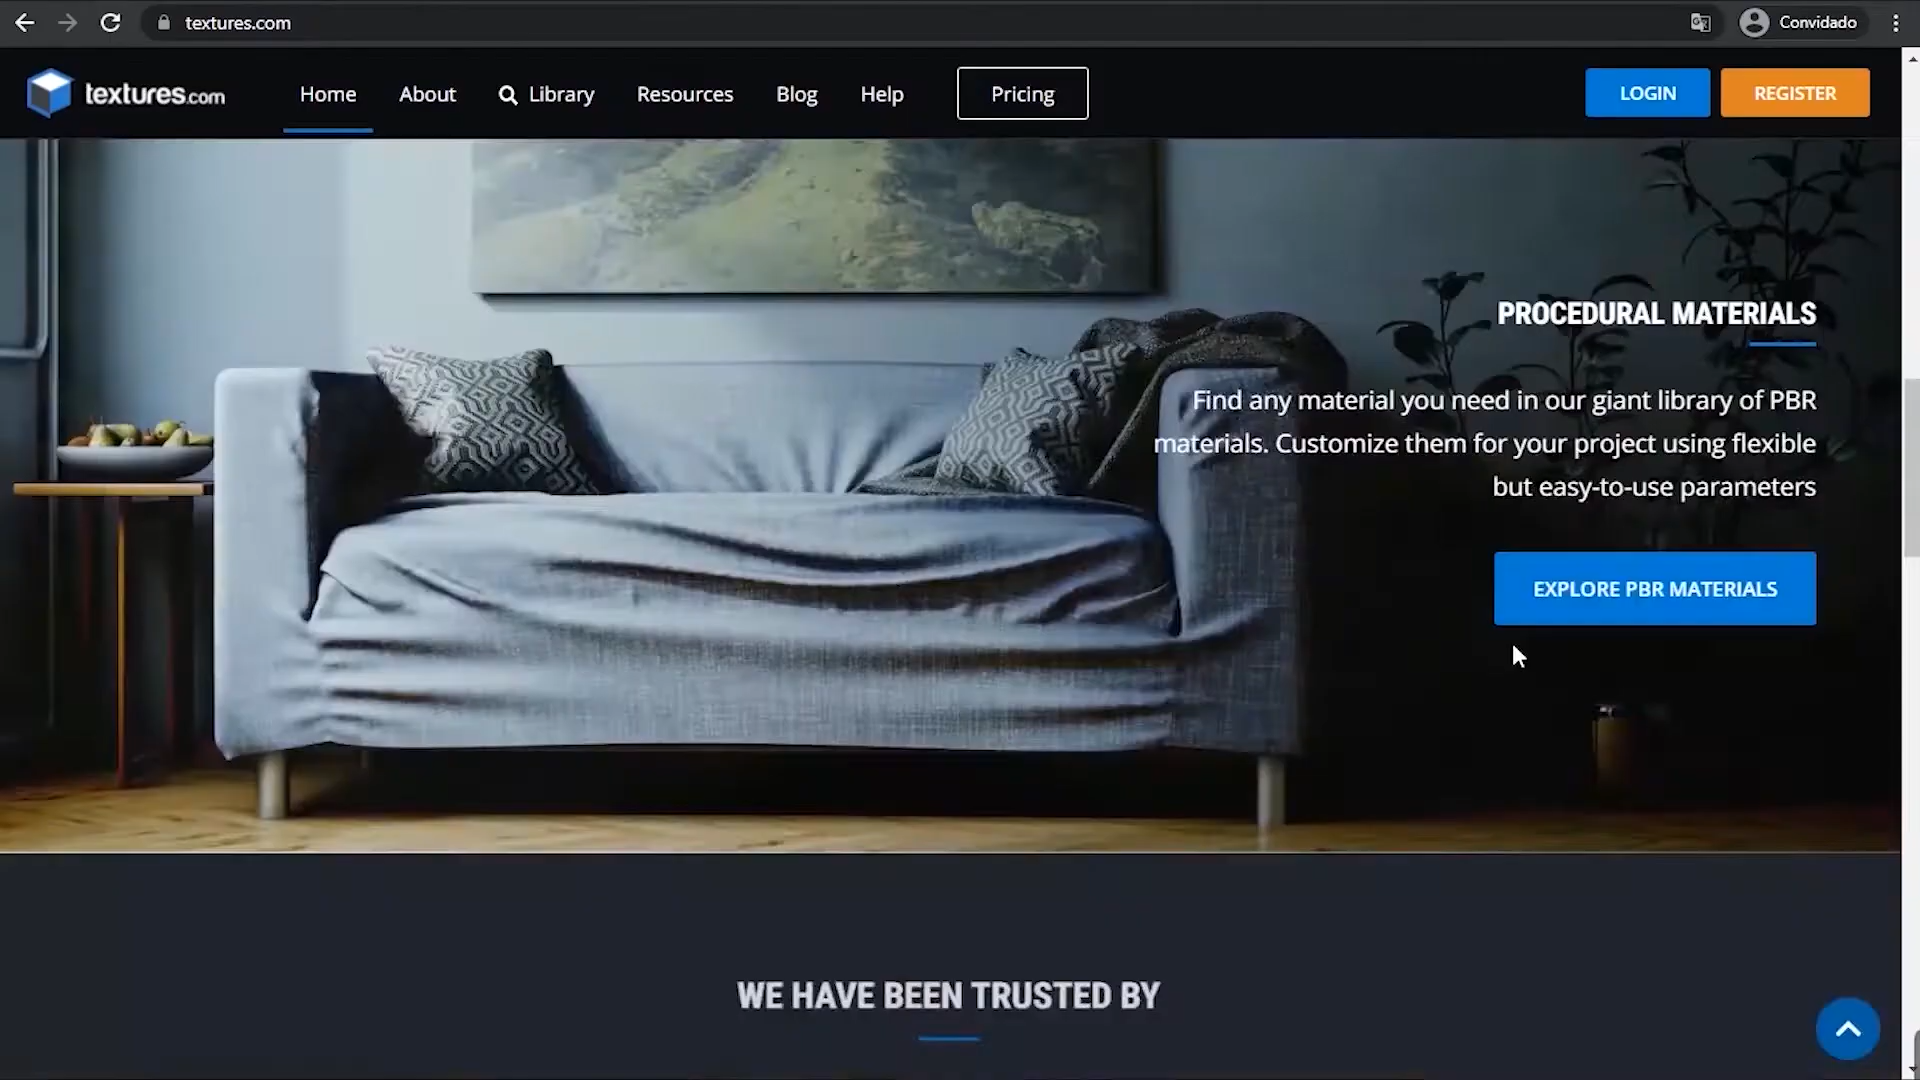 textures.com
Convidado
textures.com
Home
About
Library
Resources
Blog
Help
Pricing
LOGIN
REGISTER
PROCEDURAL MATERIALS
Find any material you need in our giant library of PBR
materials. Customize them for your project using flexible
but easy-to-use parameters
EXPLORE PBR MATERIALS
WE HAVE BEEN TRUSTED BY